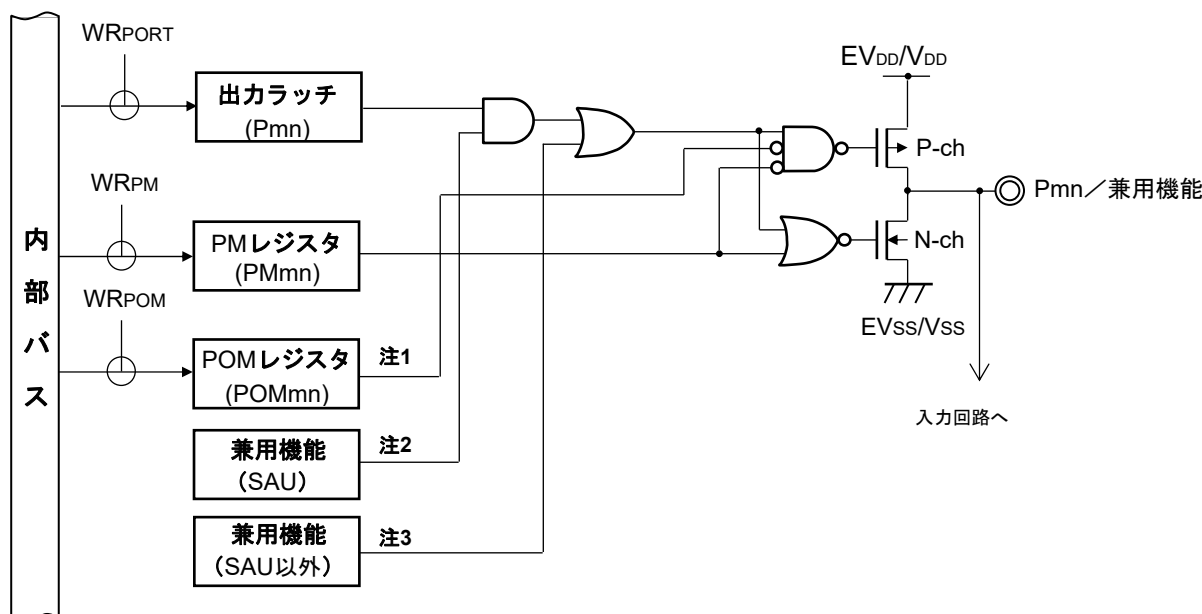 WRPORT
EVDD/VDD
出力ラッチ
(Pmn)
P-ch
Pmn／兼用機能
WRPM
内部バス
PMレジスタ
(PMmn)
N-ch
WRPOM
EVSS/VSS
POMレジスタ
(POMmn)
注1
入力回路へ
兼用機能
（SAU）
注2
兼用機能
（SAU以外）
注3